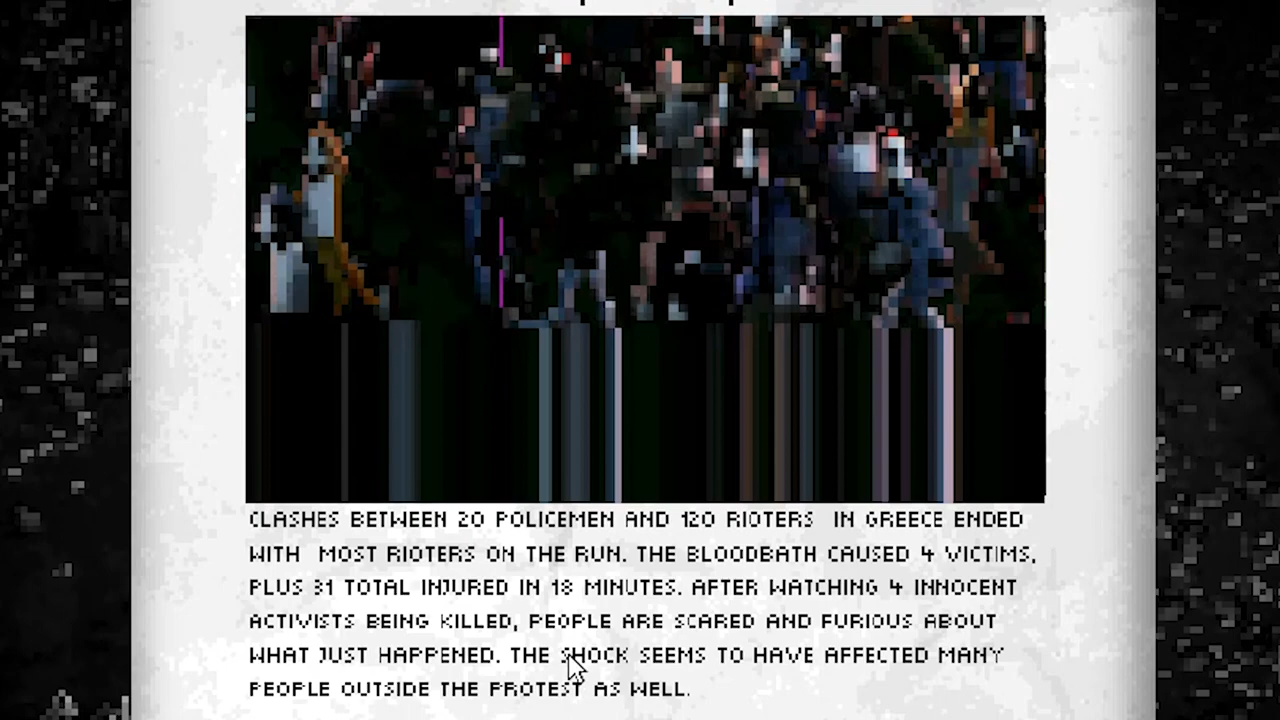 CLASHES BETWEEN 20 POLICEMEN AND 120 RIOTERS IN GREECE ENDED
WITH MOST RIOTERS ON THE RUN. THE BLOODBATH CAUSED 4 VICTIMS,
PLUS 31 TOTAL INJURED IN 18 MINUTES. AFTER WATCHING 4 INNOCENT
ACTIVISTS BEING KILLED, PEOPLE ARE SCARED AND FURIOUS ABOUT
WHAT JUST HAPPENED. THE SHOCK SEEMS TO HAVE AFFECTED MANY
PEOPLE OUTSIDE THE PROTEST AS WELL.